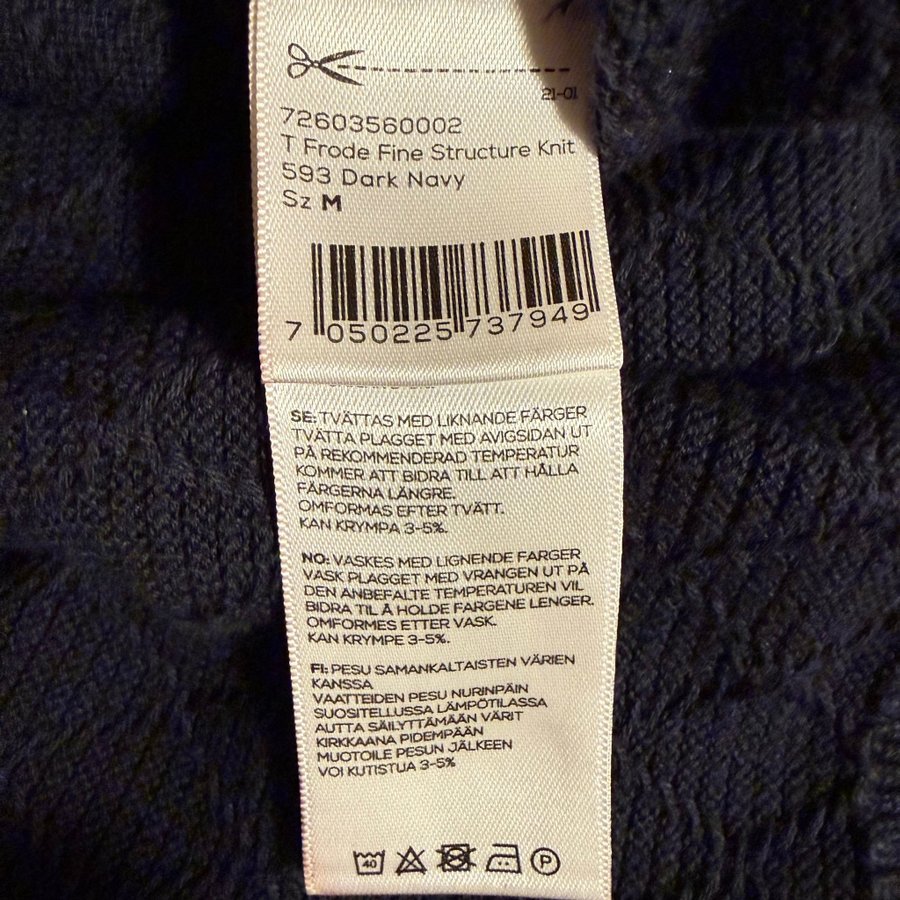 21-01
72603560002
T Frode Fine Structure Knit
593 Dark Navy
Sz M
7 050225 737949
SE: TVÄTTAS MED LIKNANDE FÄRGER
TVÄTTA PLAGGET MED AVIGSIDAN UT
PÅ REKOMMENDERAD TEMPERATUR
KOMMER ATT BIDRA TILL ATT HÅLLA
FÄRGERNA LÄNGRE.
OMFORMAS EFTER TVÄTT.
KAN KRYMPA 3-5%.
NO: VASKES MED LIGNENDE FARGER
VASK PLAGGET MED VRANGEN UT PÅ
DEN ANBEFALTE TEMPERATUREN VIL
BIDRA TIL Å HOLDE FARGENE LENGER.
OMFORMES ETTER VASK.
KAN KRYMPE 3-5%.
FI: PESU SAMANKALTAISTEN VÄRIEN
KANSSA
VAATTEIDEN PESU NURINPÄIN
SUOSITELLUSSA LÄMPÖTILASSA
AUTTA SÄILYTTÄMÄÄN VÄRIT
KIRKKAANA PIDEMPÄÄN
MUOTOILE PESUN JÄLKEEN
VOI KUTISTUA 3-5%
40 P